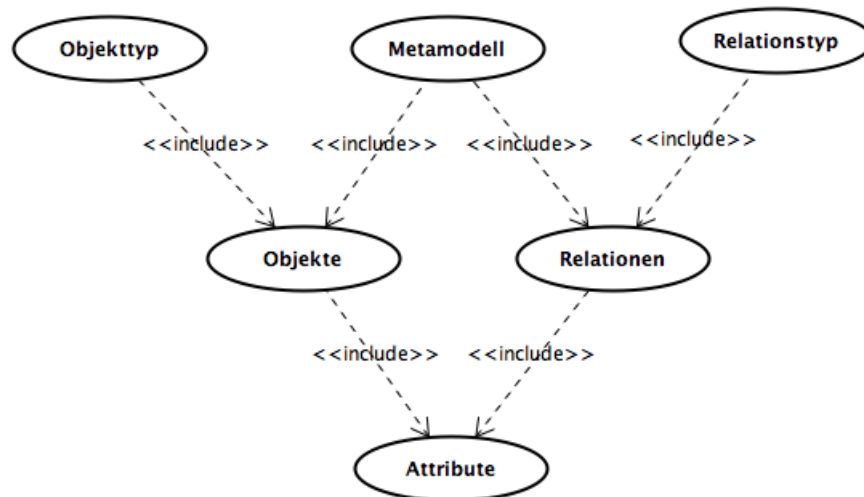 Objekttyp
Metamodell
Relationstyp
<<include>>
<<include>>
<<include>>
<<include>>
Objekte
Relationen
<<include>>
<<include>>
Attribute